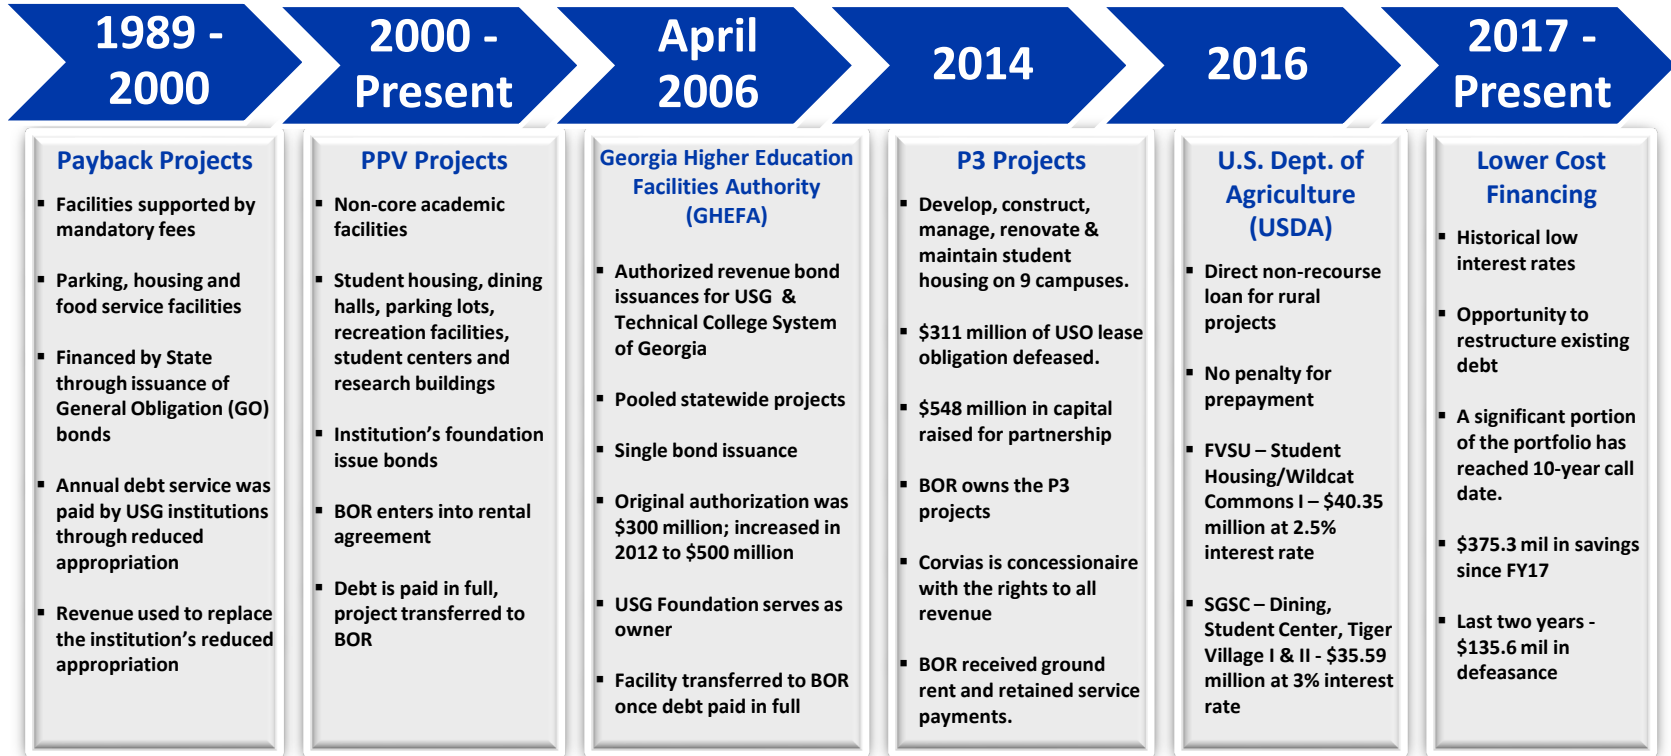 1989 -
2000
2000 -
Present
April
2006
2014
2016
2017 -
Present
Payback Projects
▪ Facilities supported by
mandatory fees
▪ Parking, housing and
food service facilities
▪ Financed by State
through issuance of
General Obligation (GO)
bonds
▪ Annual debt service was
paid by USG institutions
through reduced
appropriation
▪ Revenue used to replace
the institution’s reduced
appropriation
PPV Projects
▪ Non-core academic
facilities
▪ Student housing, dining
halls, parking lots,
recreation facilities,
student centers and
research buildings
▪ Institution’s foundation
issue bonds
▪ BOR enters into rental
agreement
▪ Debt is paid in full,
project transferred to
BOR
Georgia Higher Education
Facilities Authority
(GHEFA)
▪ Authorized revenue bond
issuances for USG &
Technical College System
of Georgia
▪ Pooled statewide projects
▪ Single bond issuance
▪ Original authorization was
$300 million; increased in
2012 to $500 million
▪ USG Foundation serves as
owner
▪ Facility transferred to BOR
once debt paid in full
P3 Projects
▪ Develop, construct,
manage, renovate &
maintain student
housing on 9 campuses.
▪ $311 million of USO lease
obligation defeased.
▪ $548 million in capital
raised for partnership
▪ BOR owns the P3
projects
▪ Corvias is concessionaire
with the rights to all
revenue
▪ BOR received ground
rent and retained service
payments.
U.S. Dept. of
Agriculture
(USDA)
▪ Direct non-recourse
loan for rural
projects
▪ No penalty for
prepayment
▪ FVSU – Student
Housing/Wildcat
Commons I – $40.35
million at 2.5%
interest rate
▪ SGSC – Dining,
Student Center, Tiger
Village I & II - $35.59
million at 3% interest
rate
Lower Cost
Financing
▪ Historical low
interest rates
▪ Opportunity to
restructure existing
debt
▪ A significant portion
of the portfolio has
reached 10-year call
date.
▪ $375.3 mil in savings
since FY17
▪ Last two years -
$135.6 mil in
defeasance